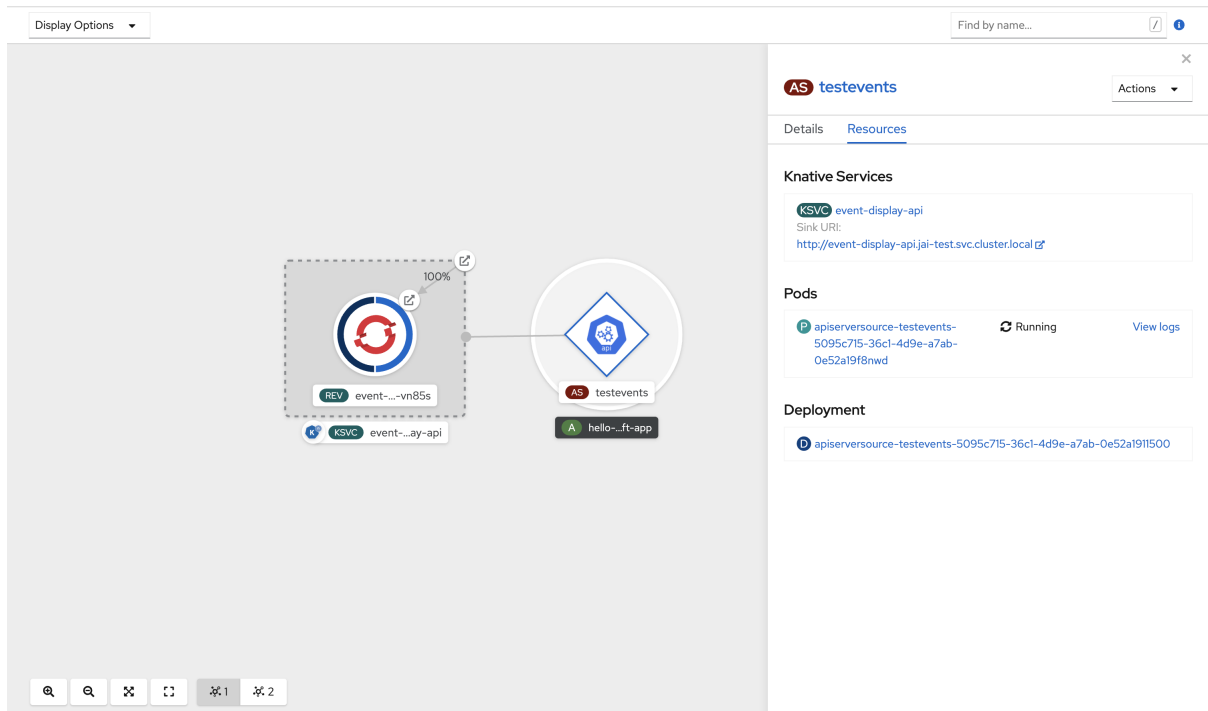 Display Options
Find by name...
/
AS testevents
Actions
Details Resources
Knative Services
KSVC event-display-api
Sink URI:
http://event-display-api.jai-test.svc.cluster.local
Pods
P apiserversource-testevents-
5095c715-36c1-4d9e-a7ab-
0e52a19f8nwd
Running
View logs
Deployment
D apiserversource-testevents-5095c715-36c1-4d9e-a7ab-0e52a1911500
100%
REV event-...-vn85s
K KSVC event-...ay-api
api
AS testevents
A hello-...ft-app
1
2